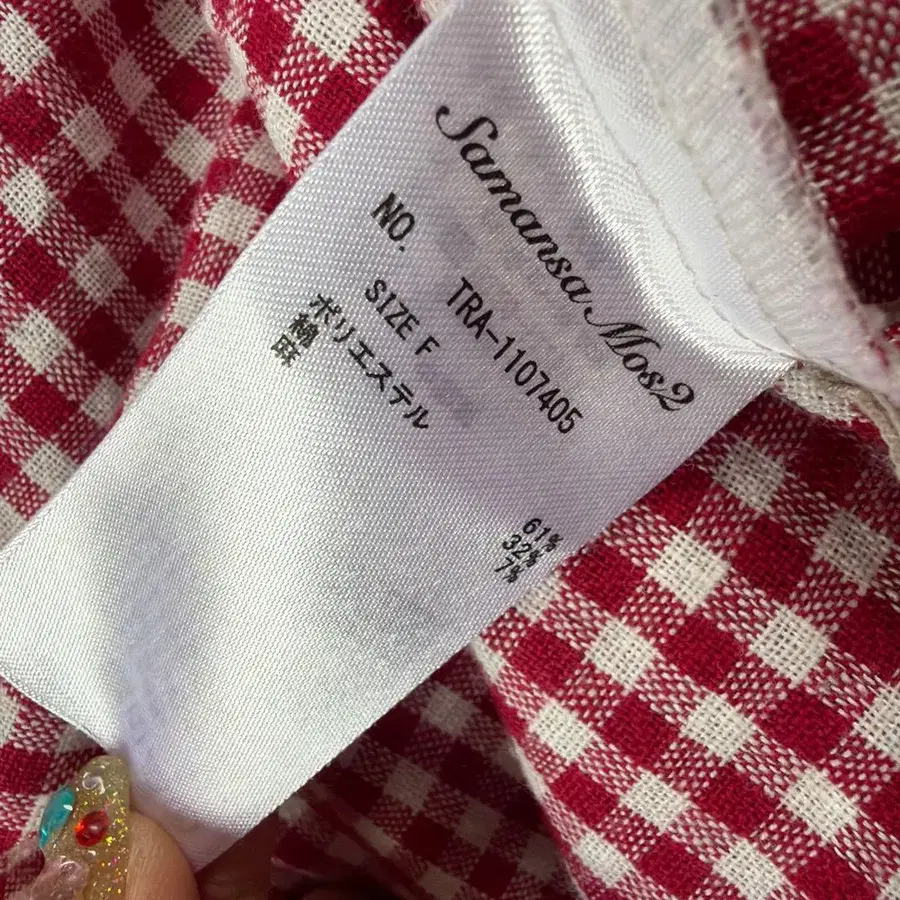 Samansa Mos2
NO. TRA-1107405
SIZE F
ポリエステル 61%
綿 32%
麻 7%